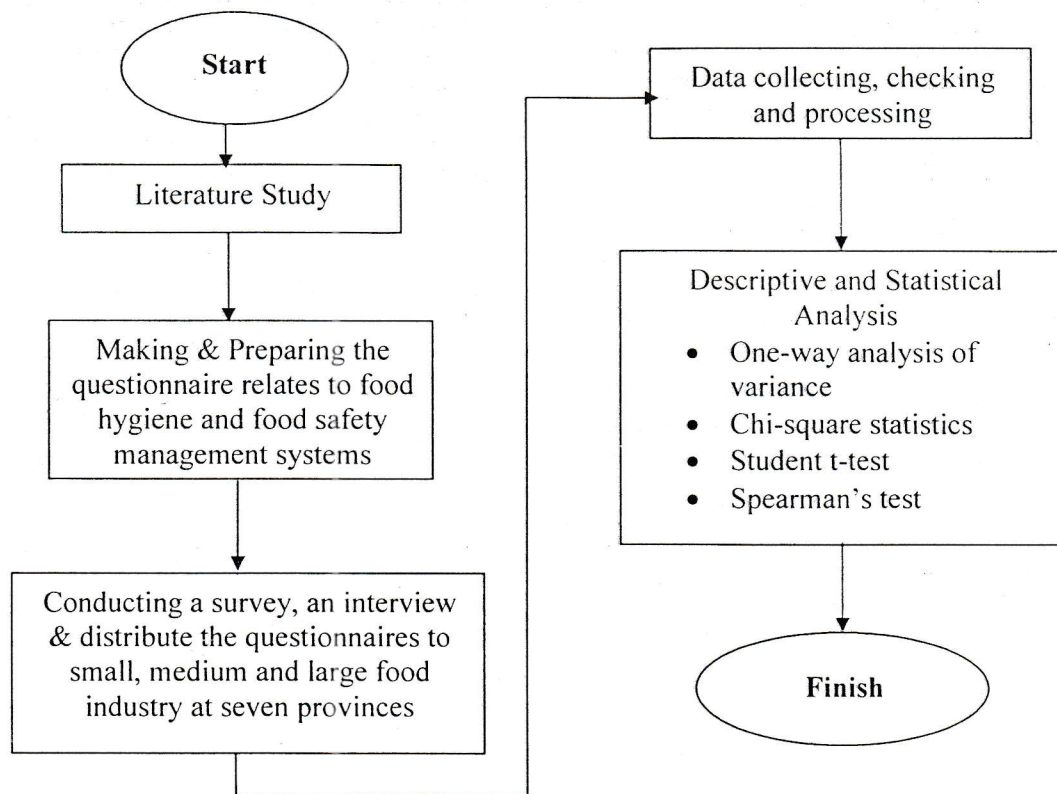 Start
Literature Study
Making & Preparing the
questionnaire relates to food
hygiene and food safety
management systems
Conducting a survey, an interview
& distribute the questionnaires to
small, medium and large food
industry at seven provinces
Data collecting, checking
and processing
Descriptive and Statistical
Analysis
• One-way analysis of
variance
• Chi-square statistics
• Student t-test
• Spearman's test
Finish